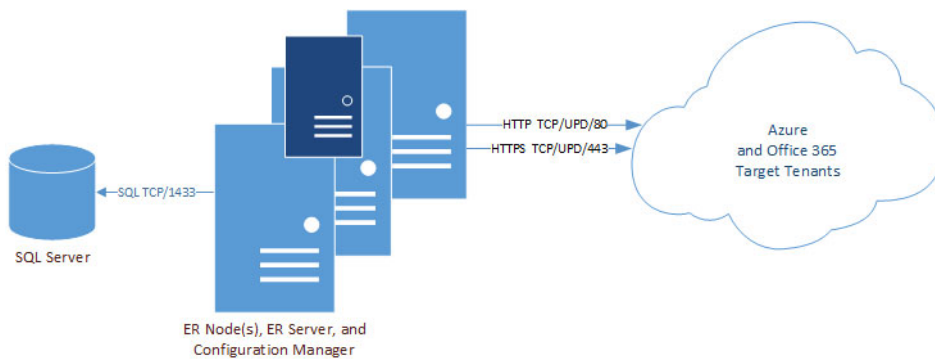 HTTP TCP/UPD/80
HTTPS TCP/UPD/443
Azure
and Office 365
Target Tenants
SQL TCP/1433
SQL Server
ER Node(s), ER Server, and
Configuration Manager